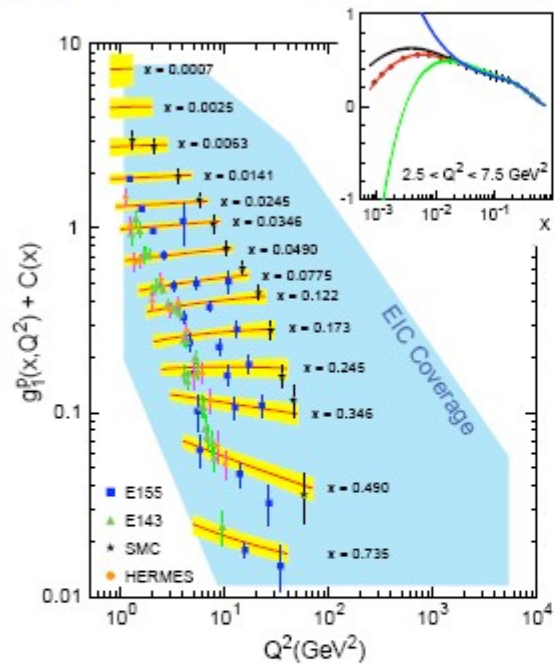 10
1
0.1
0.01
g₁ᵖ(x,Q²) + C(x)
x = 0.0007
x = 0.0025
x = 0.0063
x = 0.0141
x = 0.0245
x = 0.0346
x = 0.0490
x = 0.0775
x = 0.122
x = 0.173
x = 0.245
x = 0.346
x = 0.490
x = 0.735
EIC Coverage
E155
E143
SMC
HERMES
10⁰ 10¹ 10² 10³ 10⁴
Q²(GeV²)
1
0
-1
2.5 < Q² < 7.5 GeV²
10⁻³ 10⁻² 10⁻¹
x